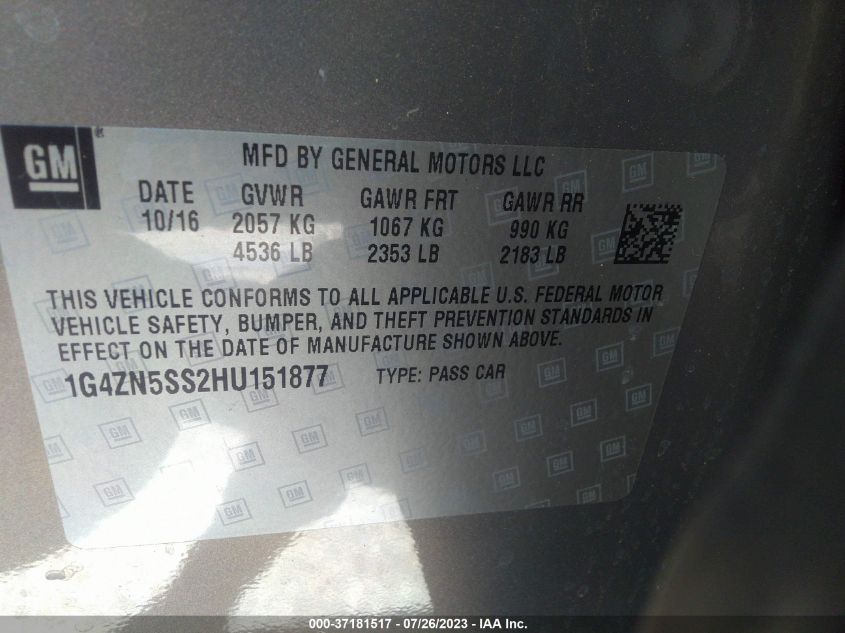 GM ®
MFD BY GENERAL MOTORS LLC
DATE GVWR GAWR FRT GAWR RR
10/16 2057 KG 1067 KG 990 KG
4536 LB 2353 LB 2183 LB
THIS VEHICLE CONFORMS TO ALL APPLICABLE U.S. FEDERAL MOTOR
VEHICLE SAFETY, BUMPER, AND THEFT PREVENTION STANDARDS IN
EFFECT ON THE DATE OF MANUFACTURE SHOWN ABOVE.
1G4ZN5SS2HU151877 TYPE: PASS CAR
000-37181517 - 07/26/2023 - IAA Inc.